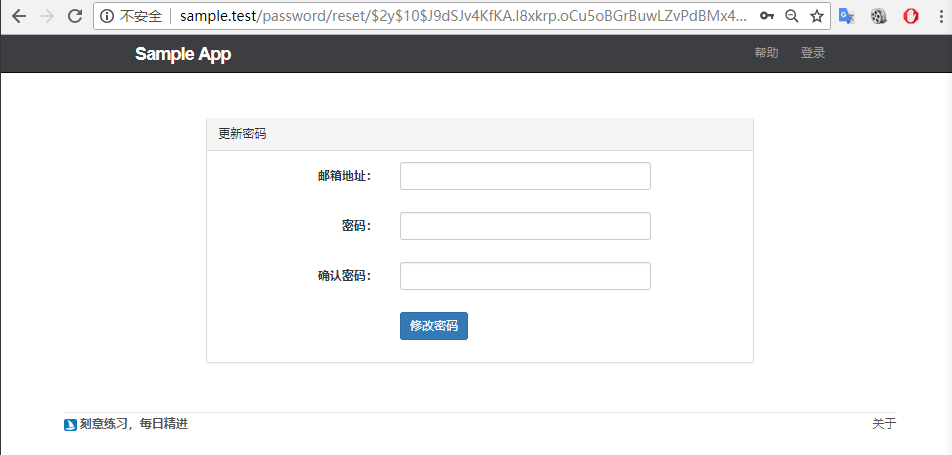 不安全 sample.test/password/reset/$2y$10$J9dSJv4KfKA.I8xkrp.oCu5oBGrBuwLZvPdBMx4...
Sample App 帮助 登录
更新密码
邮箱地址：
密码：
确认密码：
修改密码
刻意练习，每日精进 关于